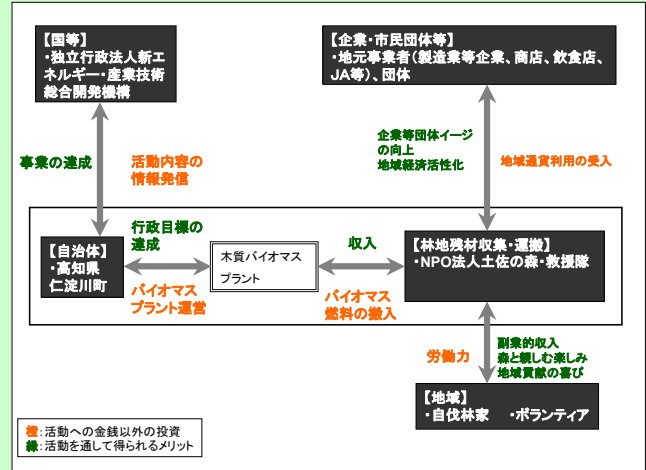 【国等】
・独立行政法人新エ
ネルギー・産業技術
総合開発機構
【企業・市民団体等】
・地元事業者(製造業等企業、商店、飲食店、
JA等)、団体
事業の達成
活動内容の
情報発信
企業等団体イージ
の向上
地域経済活性化
地域通貨利用の受入
【自治体】
・高知県
仁淀川町
行政目標の
達成
バイオマス
プラント運営
木質バイオマス
プラント
収入
バイオマス
燃料の搬入
【林地残材収集・運搬】
・NPO法人土佐の森・救援隊
労働力
副業的収入
森と親しむ楽しみ
地域貢献の喜び
【地域】
・自伐林家　・ボランティア
橙:活動への金銭以外の投資
緑:活動を通して得られるメリット